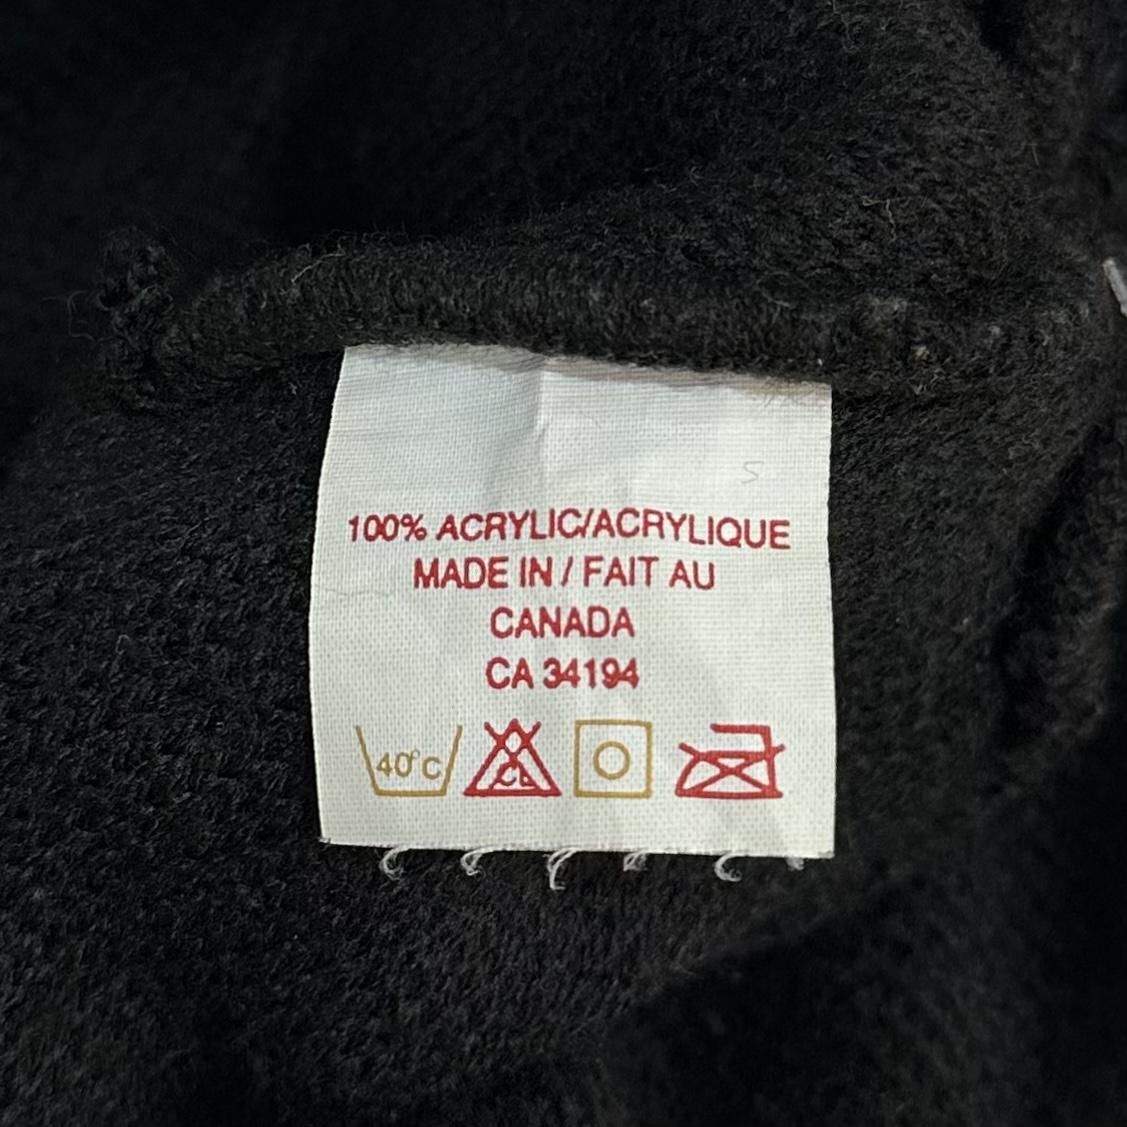 S
100% ACRYLIC/ACRYLIQUE
MADE IN / FAIT AU
CANADA
CA 34194
40°C CL